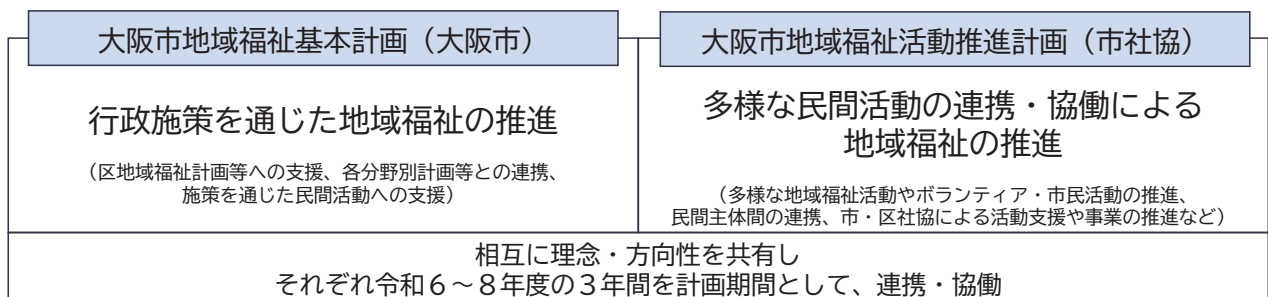 大阪市地域福祉基本計画（大阪市）
行政施策を通じた地域福祉の推進
（区地域福祉計画等への支援、各分野別計画等との連携、
施策を通じた民間活動への支援）
大阪市地域福祉活動推進計画（市社協）
多様な民間活動の連携・協働による
地域福祉の推進
（多様な地域福祉活動やボランティア・市民活動の推進、
民間主体間の連携、市・区社協による活動支援や事業の推進など）
相互に理念・方向性を共有し
それぞれ令和６～８年度の３年間を計画期間として、連携・協働